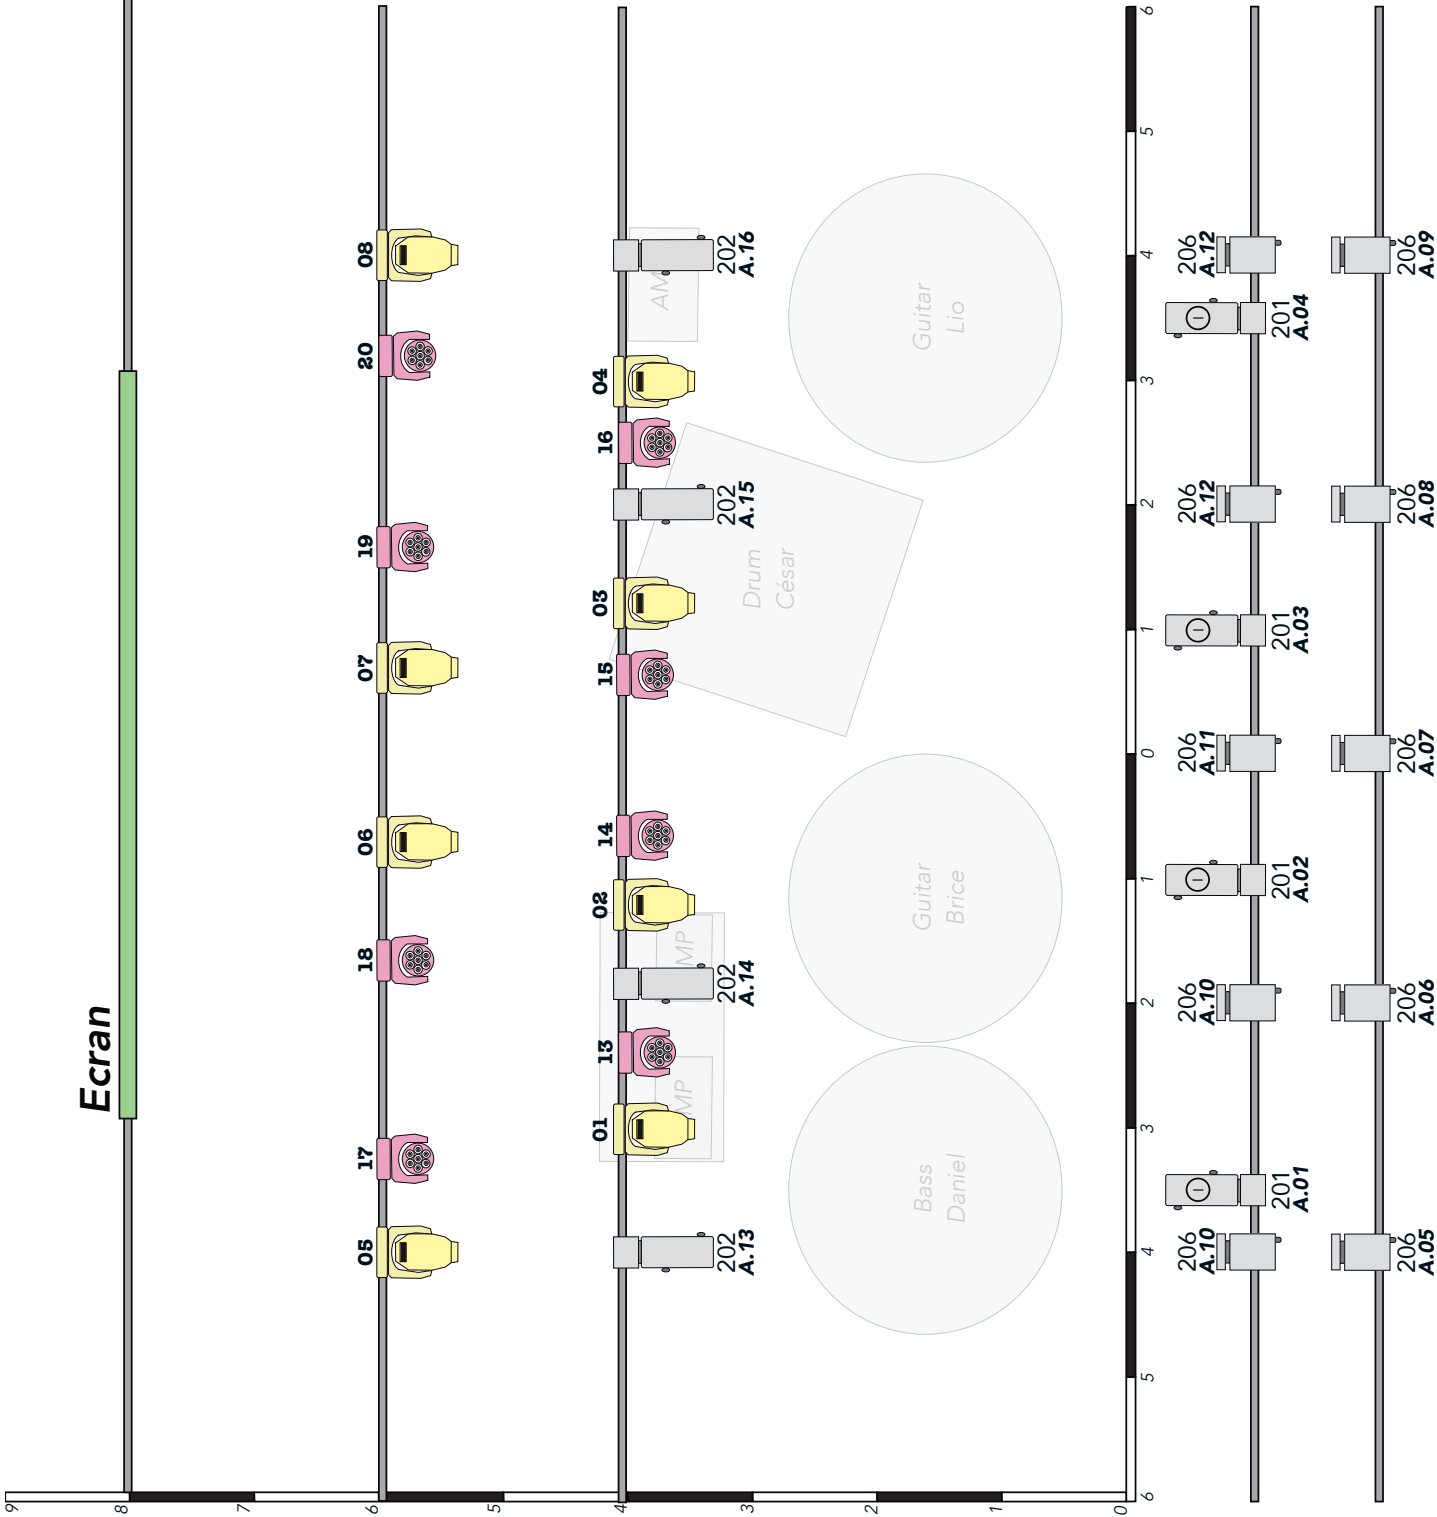 9
Ecran
8
7
05 17 18 06 07 19 20 08
6
5
01 13 02 14 15 03 16 04
4
MP MP AM
202 202 202 202
A.13 A.14 A.15 A.16
3
Drum
César
2
Bass Guitar Guitar
Daniel Brice Lio
1
0
6 5 4 3 2 1 0 1 2 3 4 5 6
206 206 206 206 206
A.10 A.10 A.11 A.12 A.12
201 201 201 201
A.01 A.02 A.03 A.04
206 206 206 206 206
A.05 A.06 A.07 A.08 A.09